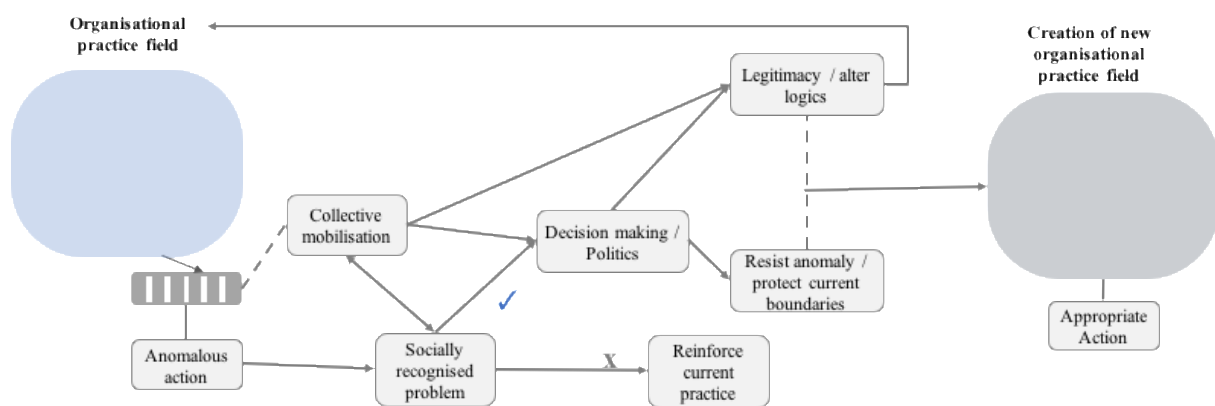 Organisational
practice field
Creation of new
organisational
practice field
Legitimacy / alter
logics
Collective
mobilisation
Decision making /
Politics
Resist anomaly /
protect current
boundaries
Appropriate
Action
Anomalous
action
Socially
recognised
problem
✓
X
Reinforce
current
practice